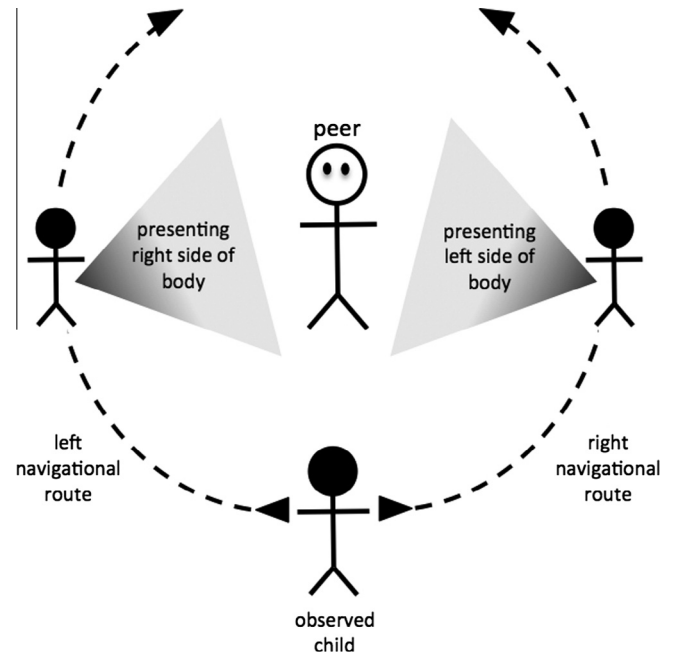 peer
presenting
right side of
body
presenting
left side of
body
left
navigational
route
right
navigational
route
observed
child